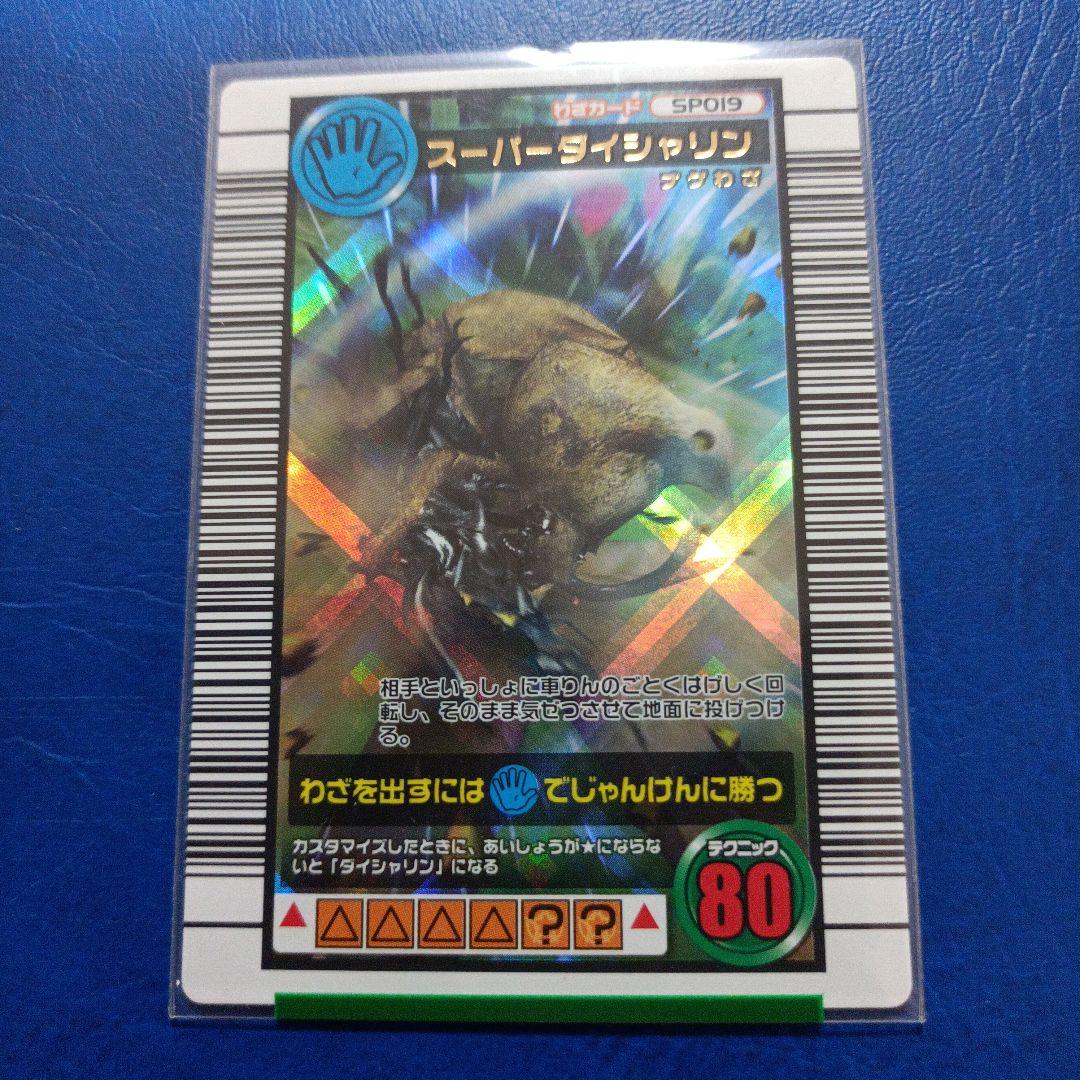 わざカード SP019
スーパーダイシャリン
ナゲわざ
相手といっしょに車りんのごとくはげしく回
転し、そのまま気ぜつさせて地面に投げつけ
る。
わざを出すには でじゃんけんに勝つ
カスタマイズしたときに、あいしょうが★にならな
いと「ダイシャリン」になる
テクニック
80
? ?